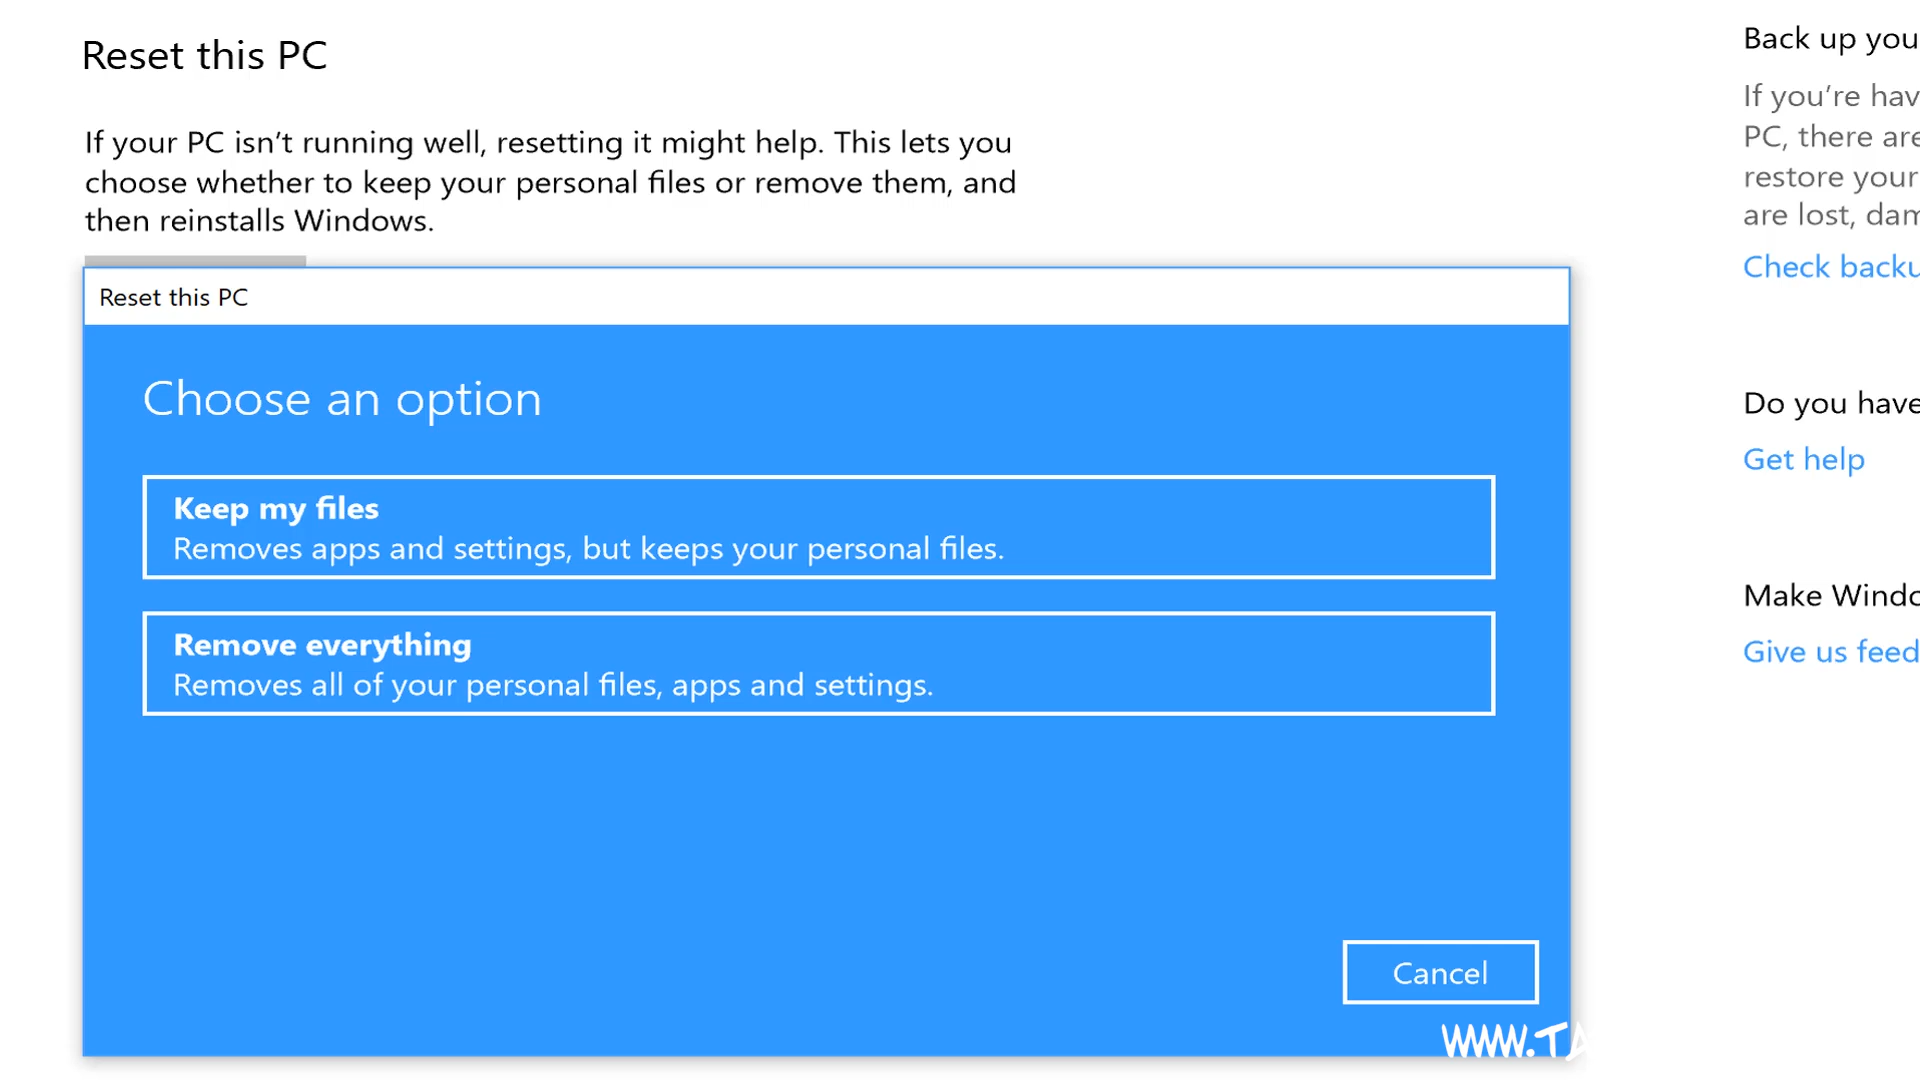 Reset this PC
If your PC isn’t running well, resetting it might help. This lets you
choose whether to keep your personal files or remove them, and
then reinstalls Windows.
Reset this PC
Choose an option
Keep my files
Removes apps and settings, but keeps your personal files.
Remove everything
Removes all of your personal files, apps and settings.
Cancel
Back up you
If you’re hav
PC, there are
restore your
are lost, dam
Check backu
Do you have
Get help
Make Windo
Give us feed
WWW.TA